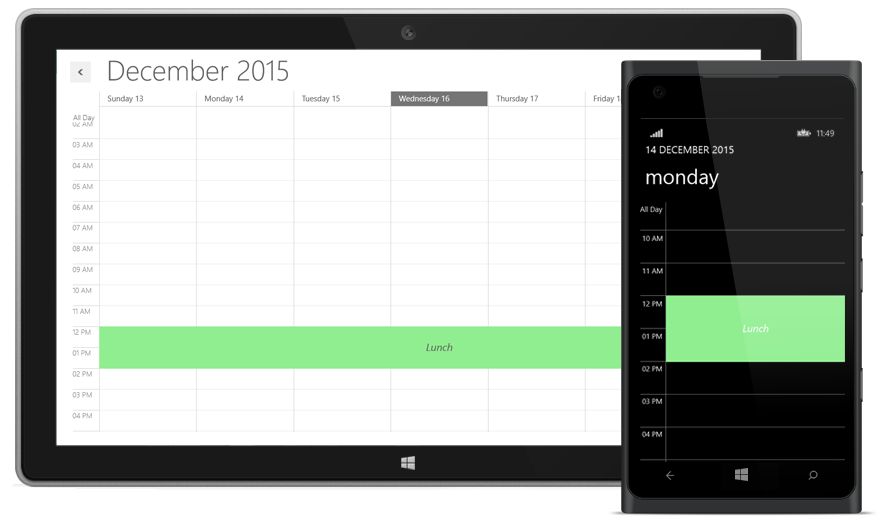 December 2015
Sunday 13 Monday 14 Tuesday 15 Wednesday 16 Thursday 17 Friday
All Day
02 AM
03 AM
04 AM
05 AM
06 AM
07 AM
08 AM
09 AM
10 AM
11 AM
12 PM
Lunch
01 PM
02 PM
03 PM
04 PM
11:49
14 DECEMBER 2015
monday
All Day
10 AM
11 AM
12 PM
Lunch
01 PM
02 PM
03 PM
04 PM